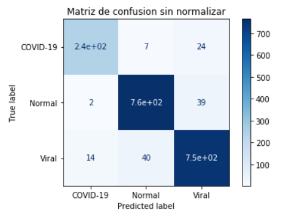 Matriz de confusion sin normalizar
COVID-19 2.4e+02 7 24
Normal 2 7.6e+02 39
Viral 14 40 7.5e+02
COVID-19 Normal Viral
Predicted label
True label
700
600
500
400
300
200
100